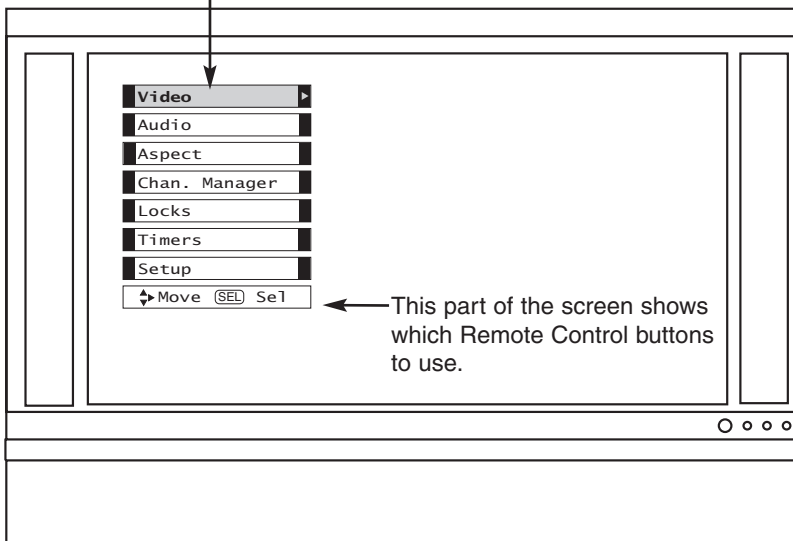 Video
Audio
Aspect
Chan. Manager
Locks
Timers
Setup
Move SEL Sel
This part of the screen shows
which Remote Control buttons
to use.